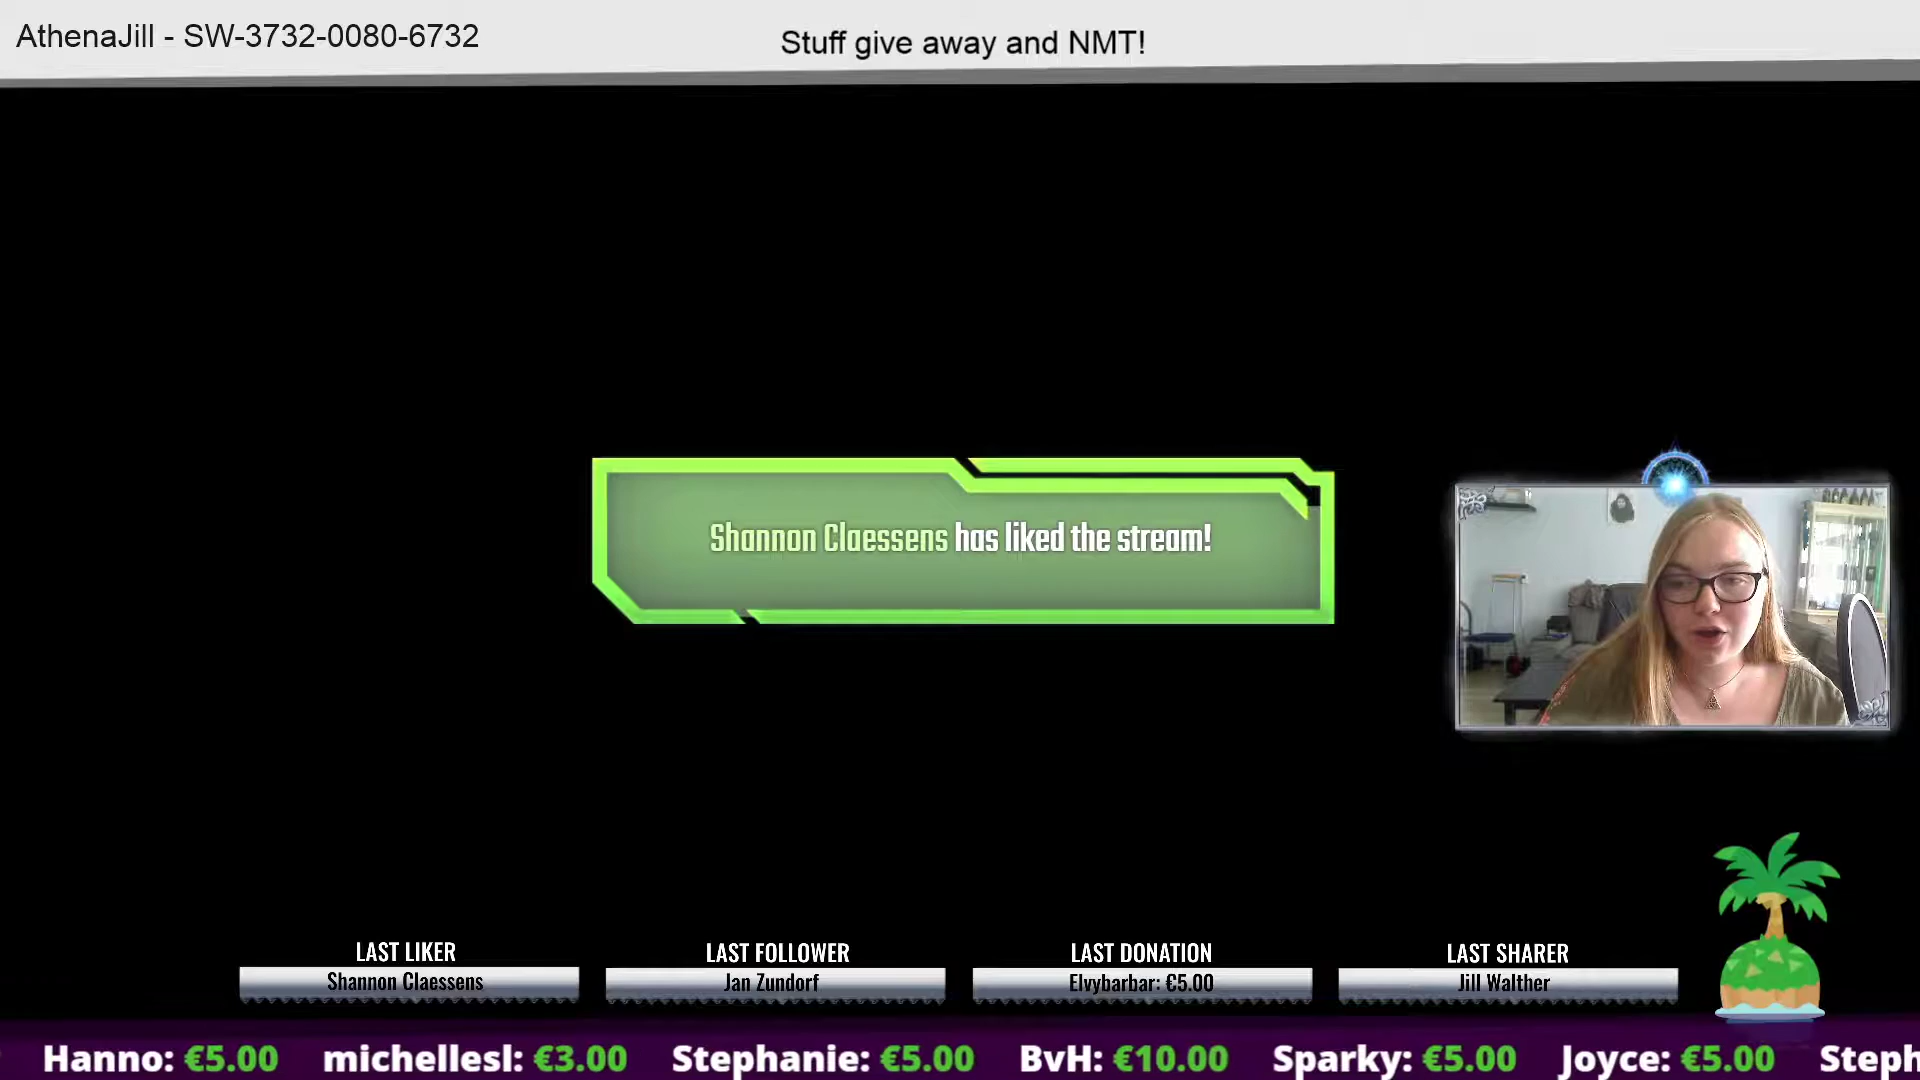 AthenaJill - SW-3732-0080-6732
Stuff give away and NMT!
Shannon Claessens has liked the stream!
LAST LIKER
Shannon Claessens
LAST FOLLOWER
Jan Zundorf
LAST DONATION
Elvybarbar: €5.00
LAST SHARER
Jill Walther
Hanno: €5.00 michellesl: €3.00 Stephanie: €5.00 BvH: €10.00 Sparky: €5.00 Joyce: €5.00 Steph